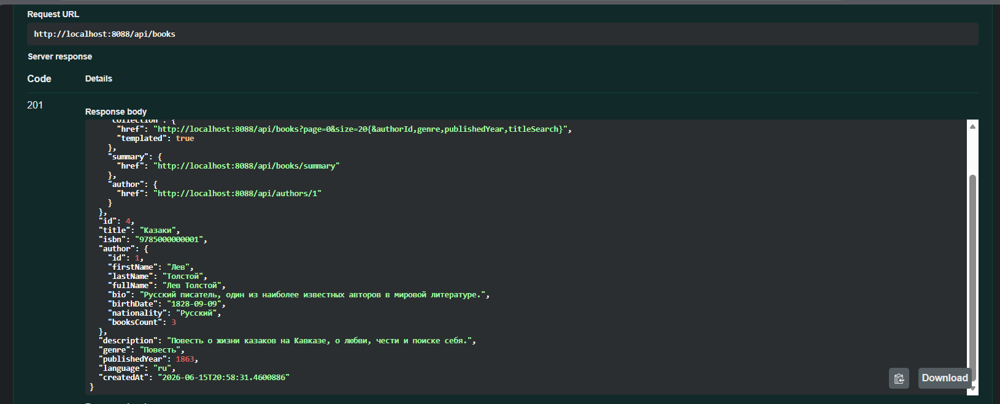 Request URL
http://localhost:8088/api/books
Server response
Code Details
201
Response body
"collection": {
"href": "http://localhost:8088/api/books?page=0&size=20{&authorId,genre,publishedYear,titleSearch}",
"templated": true
},
"summary": {
"href": "http://localhost:8088/api/books/summary"
},
"author": {
"href": "http://localhost:8088/api/authors/1"
}
},
"id": 4,
"title": "Казаки",
"isbn": "9785000000001",
"author": {
"id": 1,
"firstName": "Лев",
"lastName": "Толстой",
"fullName": "Лев Толстой",
"bio": "Русский писатель, один из наиболее известных авторов в мировой литературе.",
"birthDate": "1828-09-09",
"nationality": "Русский",
"booksCount": 3
},
"description": "Повесть о жизни казаков на Кавказе, о любви, чести и поиске себя.",
"genre": "Повесть",
"publishedYear": 1863,
"language": "ru",
"createdAt": "2026-06-15T20:58:31.4600886"
}
Download